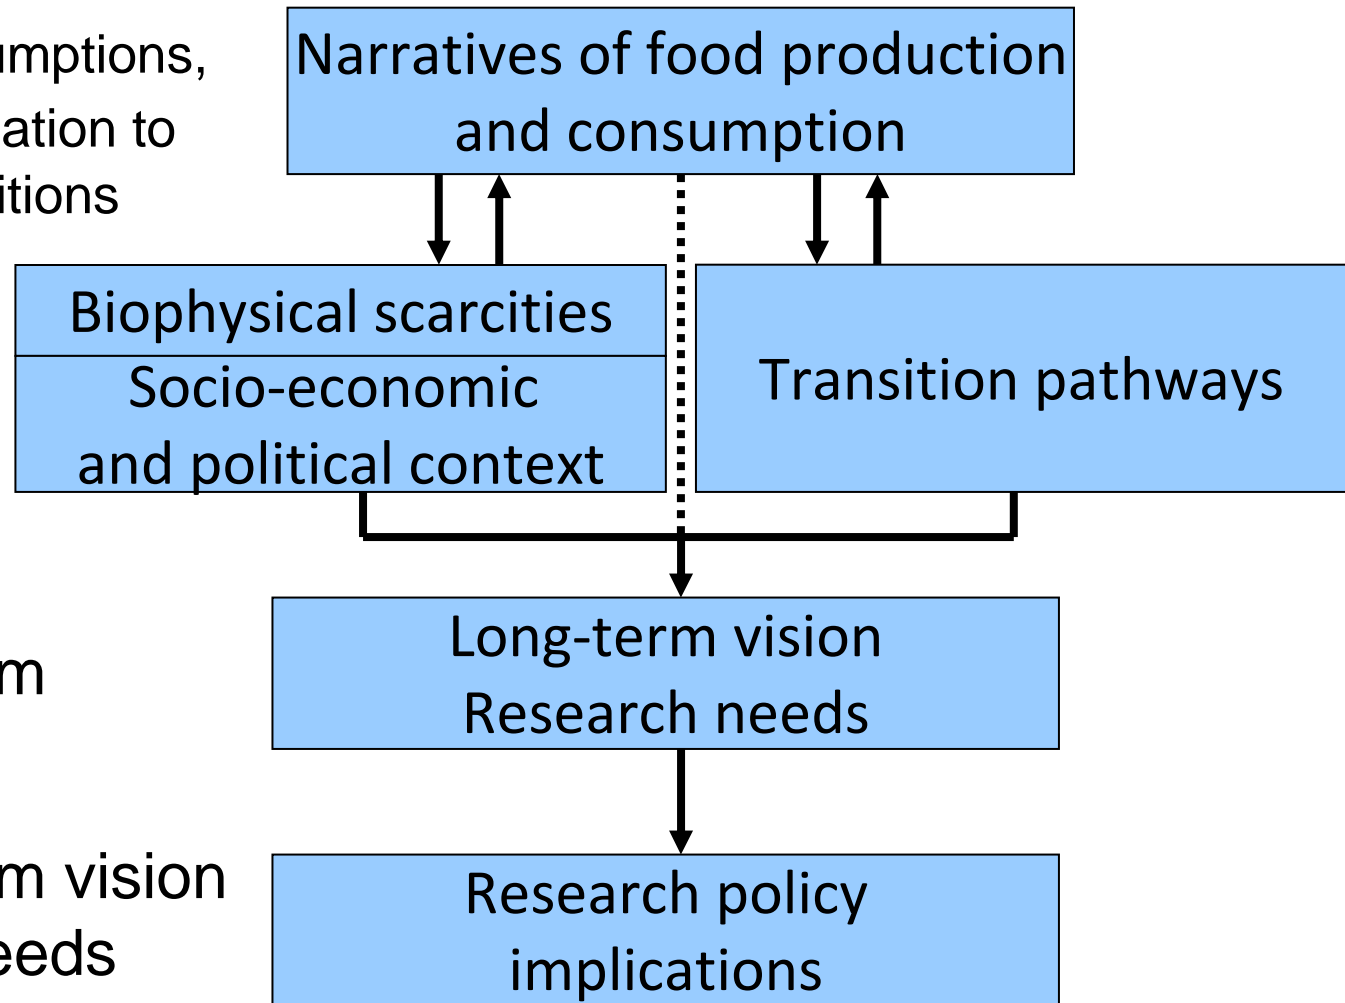 umptions,
ation to
itions
Narratives of food production
and consumption
Biophysical scarcities
Socio-economic
and political context
Transition pathways
m
Long-term vision
Research needs
m vision
eeds
Research policy
implications